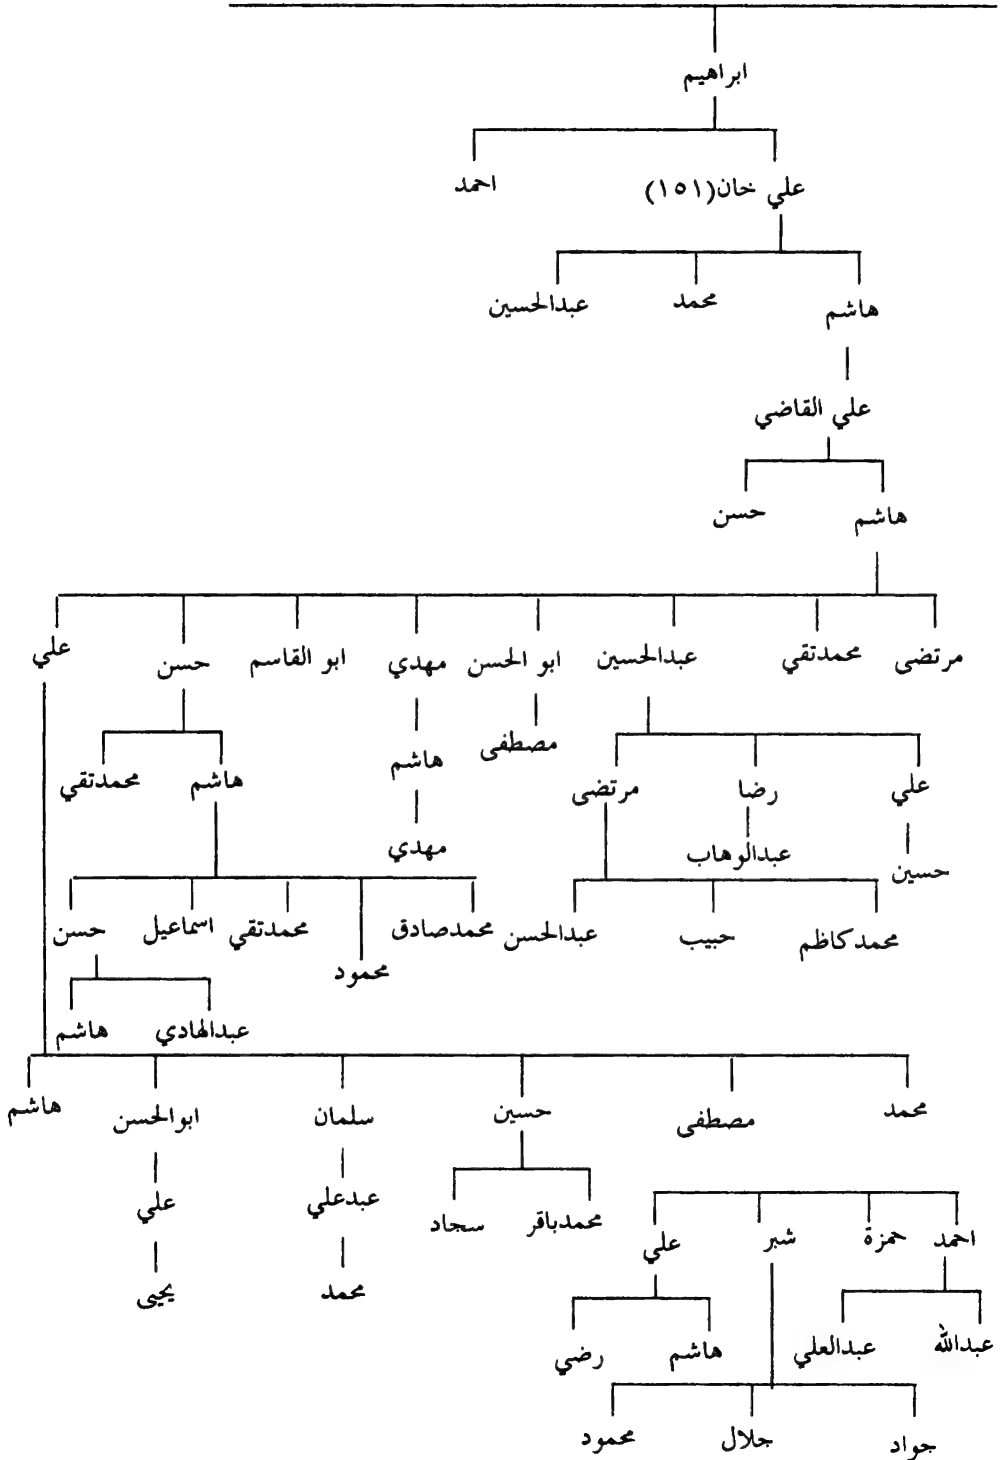 ابراهيم
علي خان(١٥١) احمد
هاشم محمد عبدالحسين
علي القاضي
هاشم حسن
مرتضى محمدتقي عبدالحسين ابو الحسن مهدي ابو القاسم حسن علي
علي رضا مرتضى مصطفى هاشم هاشم محمدتقي
حسين عبدالوهاب مهدي
محمدكاظم حبيب عبدالحسن محمدصادق محمود محمدتقي اسماعيل حسن
عبدالهادي هاشم
محمد مصطفى حسين سلمان ابوالحسن هاشم
محمدباقر سجاد عبدعلي علي
احمد حمزة شبر علي
محمد يحيى
عبدالله عبدالعلي هاشم رضي
جواد جلال محمود